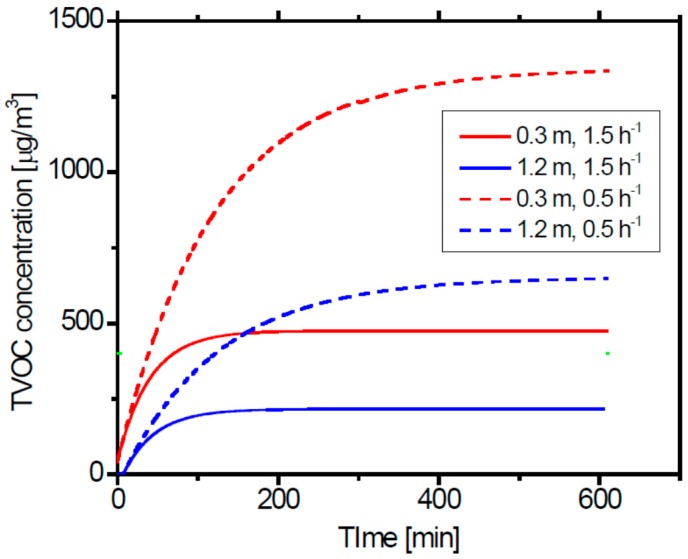 1500
1000
500
0
0
200
400
600
TVOC concentration [µg/m³]
TIme [min]
0.3 m, 1.5 h⁻¹
1.2 m, 1.5 h⁻¹
0.3 m, 0.5 h⁻¹
1.2 m, 0.5 h⁻¹